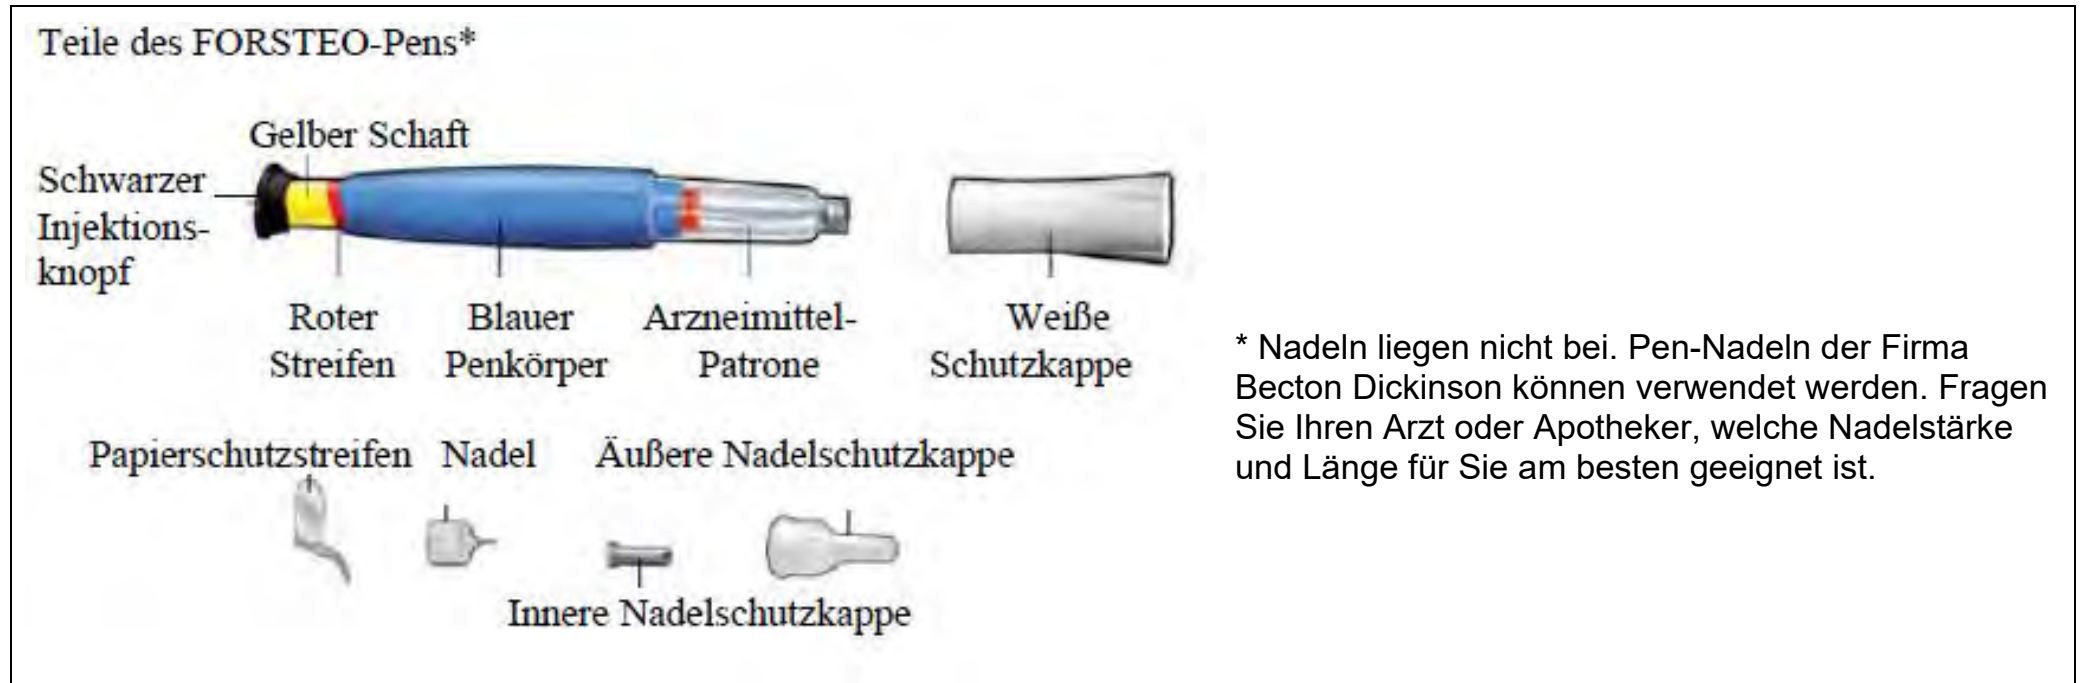 Teile des FORSTEO-Pens*
Gelber Schaft
Schwarzer
Injektions-
knopf
Roter
Streifen
Blauer
Penkörper
Arzneimittel-
Patrone
Weiße
Schutzkappe
Papierschutzstreifen
Nadel
Äußere Nadelschutzkappe
Innere Nadelschutzkappe
* Nadeln liegen nicht bei. Pen-Nadeln der Firma
Becton Dickinson können verwendet werden. Fragen
Sie Ihren Arzt oder Apotheker, welche Nadelstärke
und Länge für Sie am besten geeignet ist.